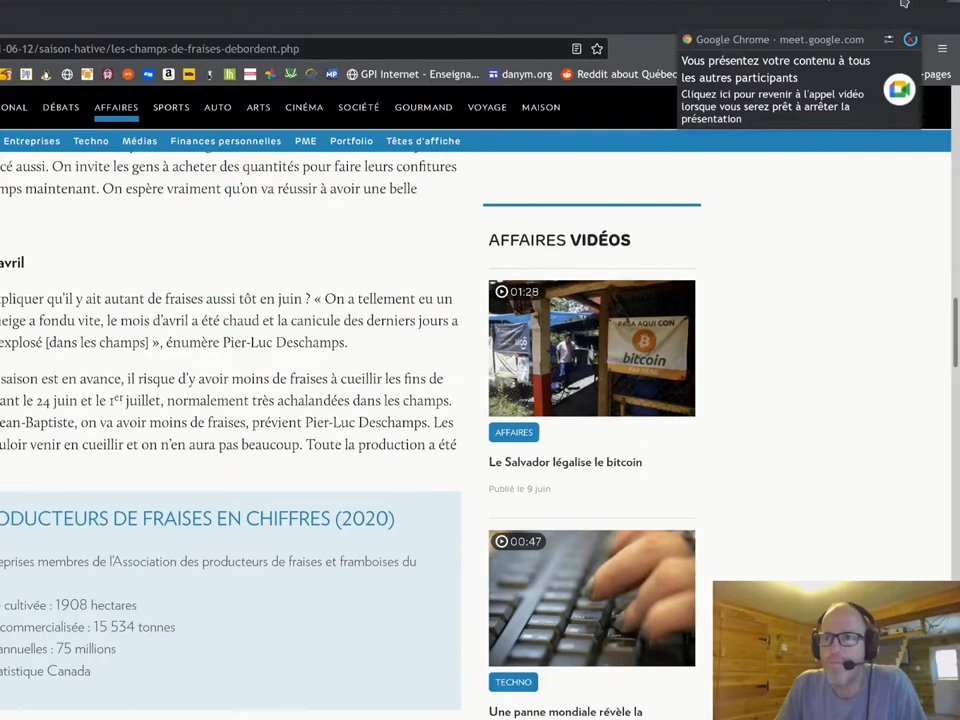 1-06-12/saison-hative/les-champs-de-fraises-debordent.php
Google Chrome · meet.google.com
Vous présentez votre contenu à tous
les autres participants
Cliquez ici pour revenir à l'appel vidéo
lorsque vous serez prêt à arrêter la
présentation
GPI Internet - Enseigna...
danym.org
Reddit about Québec
-pages
ONAL DÉBATS AFFAIRES SPORTS AUTO ARTS CINÉMA SOCIÉTÉ GOURMAND VOYAGE MAISON
Entreprises Techno Médias Finances personnelles PME Portfolio Têtes d'affiche
cé aussi. On invite les gens à acheter des quantités pour faire leurs confitures
mps maintenant. On espère vraiment qu'on va réussir à avoir une belle
avril
pliquer qu'il y ait autant de fraises aussi tôt en juin ? « On a tellement eu un
neige a fondu vite, le mois d'avril a été chaud et la canicule des derniers jours a
explosé [dans les champs] », énumère Pier-Luc Deschamps.
saison est en avance, il risque d'y avoir moins de fraises à cueillir les fins de
ant le 24 juin et le 1er juillet, normalement très achalandées dans les champs.
ean-Baptiste, on va avoir moins de fraises, prévient Pier-Luc Deschamps. Les
uloir venir en cueillir et on n'en aura pas beaucoup. Toute la production a été
ODUCTEURS DE FRAISES EN CHIFFRES (2020)
eprises membres de l'Association des producteurs de fraises et framboises du
e cultivée : 1908 hectares
commercialisée : 15 534 tonnes
annuelles : 75 millions
atistique Canada
AFFAIRES VIDÉOS
01:28
PASA AQUI CON
bitcoin
AFFAIRES
Le Salvador légalise le bitcoin
Publié le 9 juin
00:47
TECHNO
Une panne mondiale révèle la